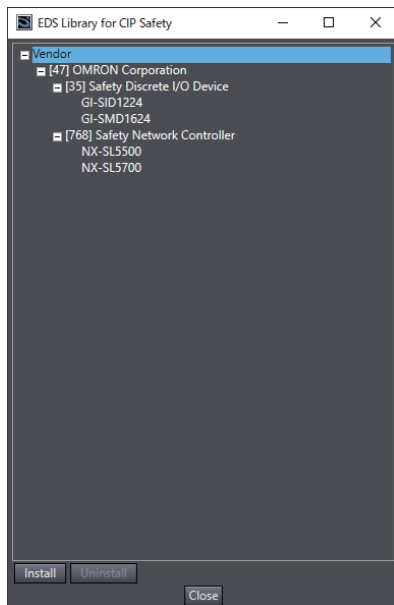 EDS Library for CIP Safety
Vendor
[47] OMRON Corporation
[35] Safety Discrete I/O Device
GI-SID1224
GI-SMD1624
[768] Safety Network Controller
NX-SL5500
NX-SL5700
Install Uninstall
Close